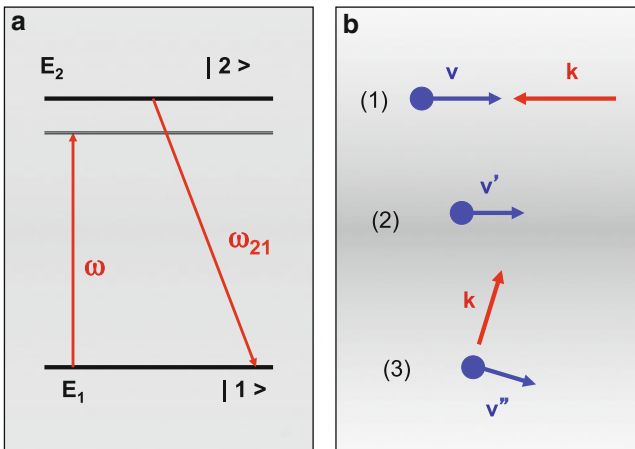 a
E₂ | 2 >
ω
ω₂₁
E₁ | 1 >
b
(1) v k
(2) v'
k
(3)
v"